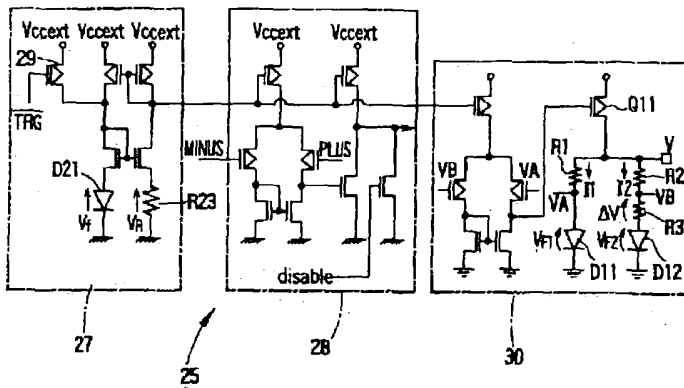 Vccext Vccext Vccext
29
TRG
D21
Vf
VR
R23
27
Vccext Vccext
MINUS
PLUS
disable
28
25
Q11
V
R1
I1
I2
R2
VB
VA
VA
VB
ΔV
R3
VF1
VF2
D11
D12
30